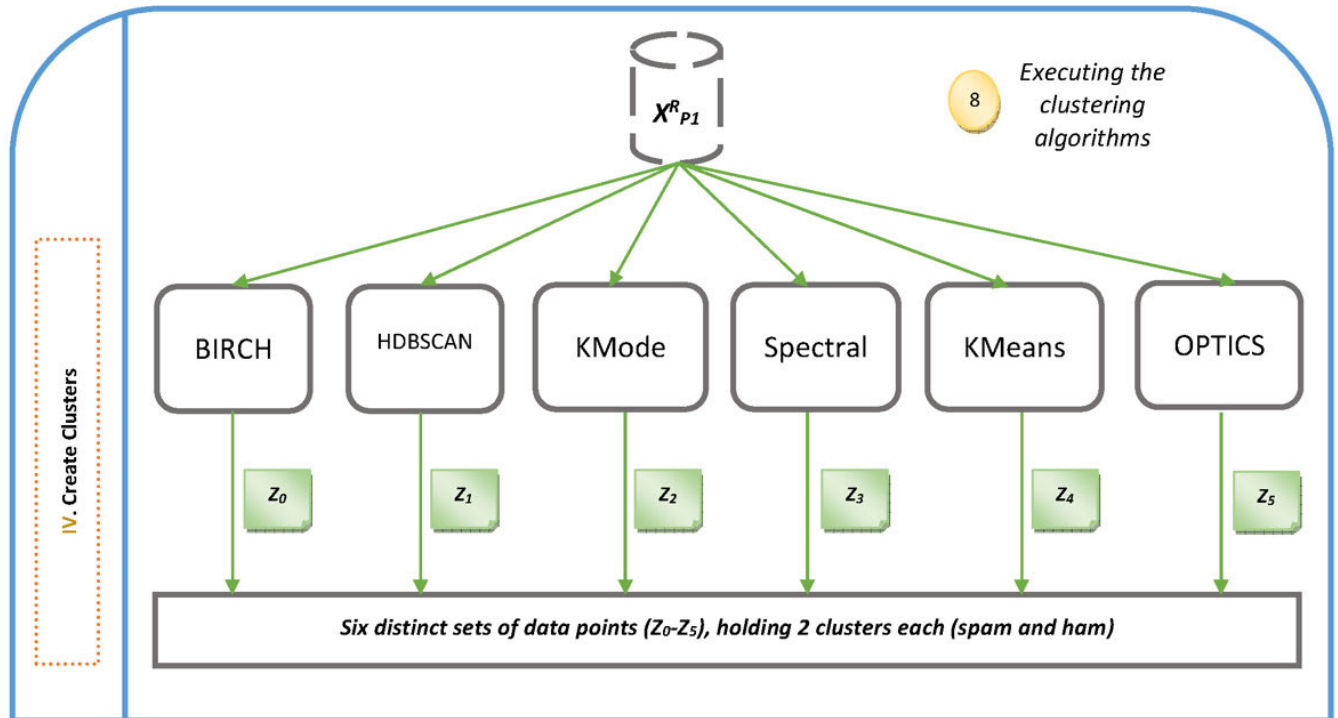 X^R_P1
8
Executing the
clustering
algorithms
IV. Create Clusters
BIRCH
HDBSCAN
KMode
Spectral
KMeans
OPTICS
Z0
Z1
Z2
Z3
Z4
Z5
Six distinct sets of data points (Z0-Z5), holding 2 clusters each (spam and ham)